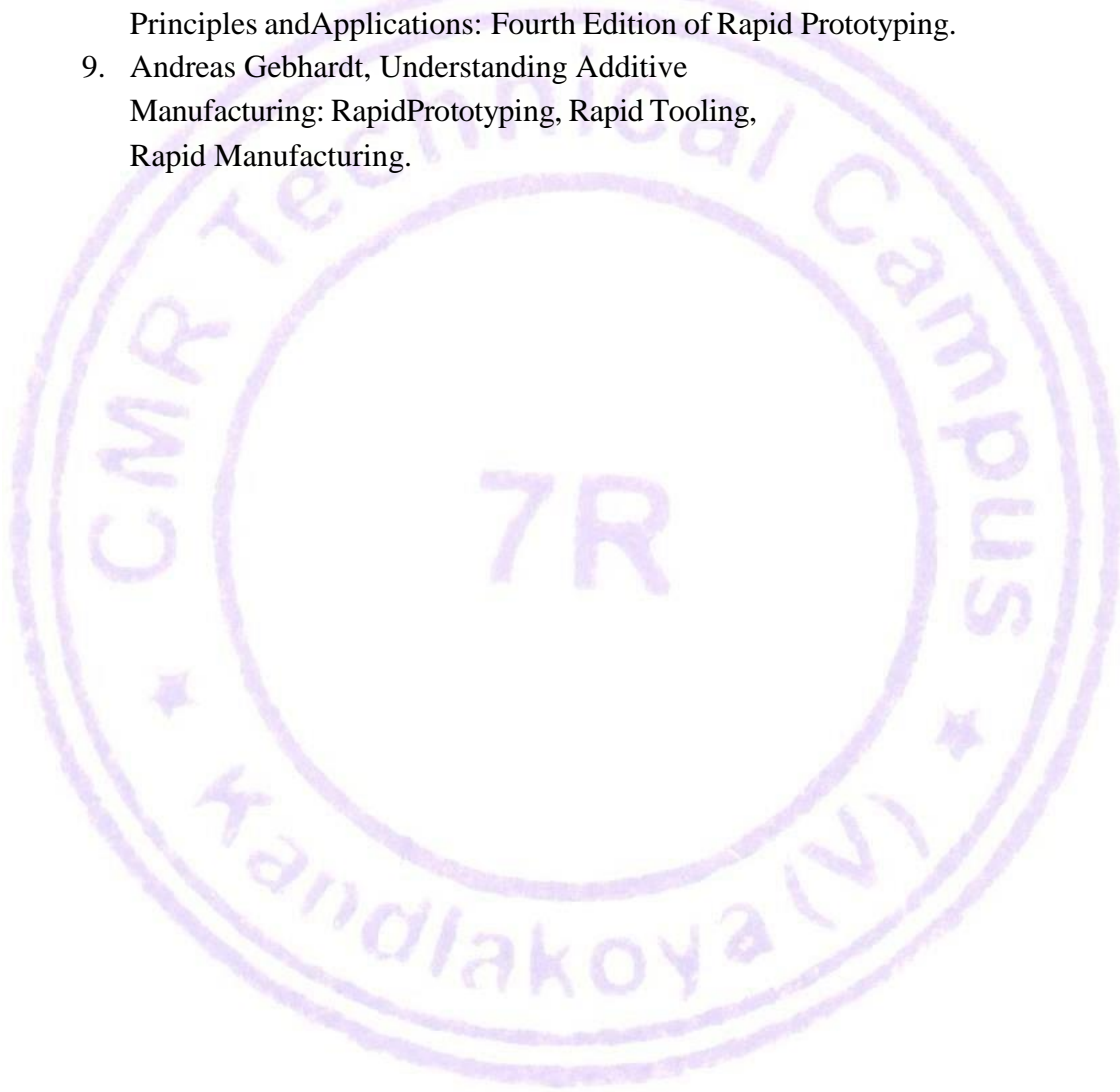 Principles andApplications: Fourth Edition of Rapid Prototyping.
9. Andreas Gebhardt, Understanding Additive
Manufacturing: RapidPrototyping, Rapid Tooling,
Rapid Manufacturing.
CMR Technical Campus
7R
Kandlakoya (V)